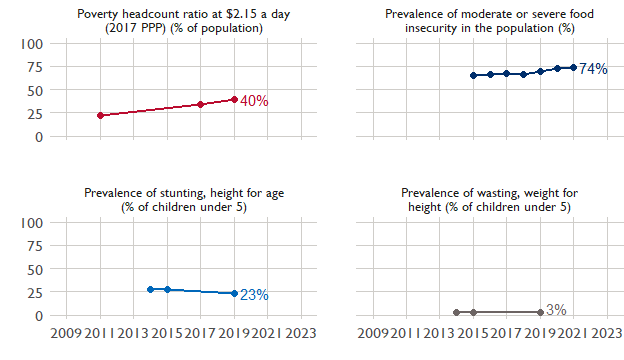 Poverty headcount ratio at $2.15 a day
(2017 PPP) (% of population)
Prevalence of moderate or severe food
insecurity in the population (%)
100
75
50
25
0
40%
74%
Prevalence of stunting, height for age
(% of children under 5)
Prevalence of wasting, weight for
height (% of children under 5)
100
75
50
25
0
23%
3%
2009 2011 2013 2015 2017 2019 2021 2023
2009 2011 2013 2015 2017 2019 2021 2023